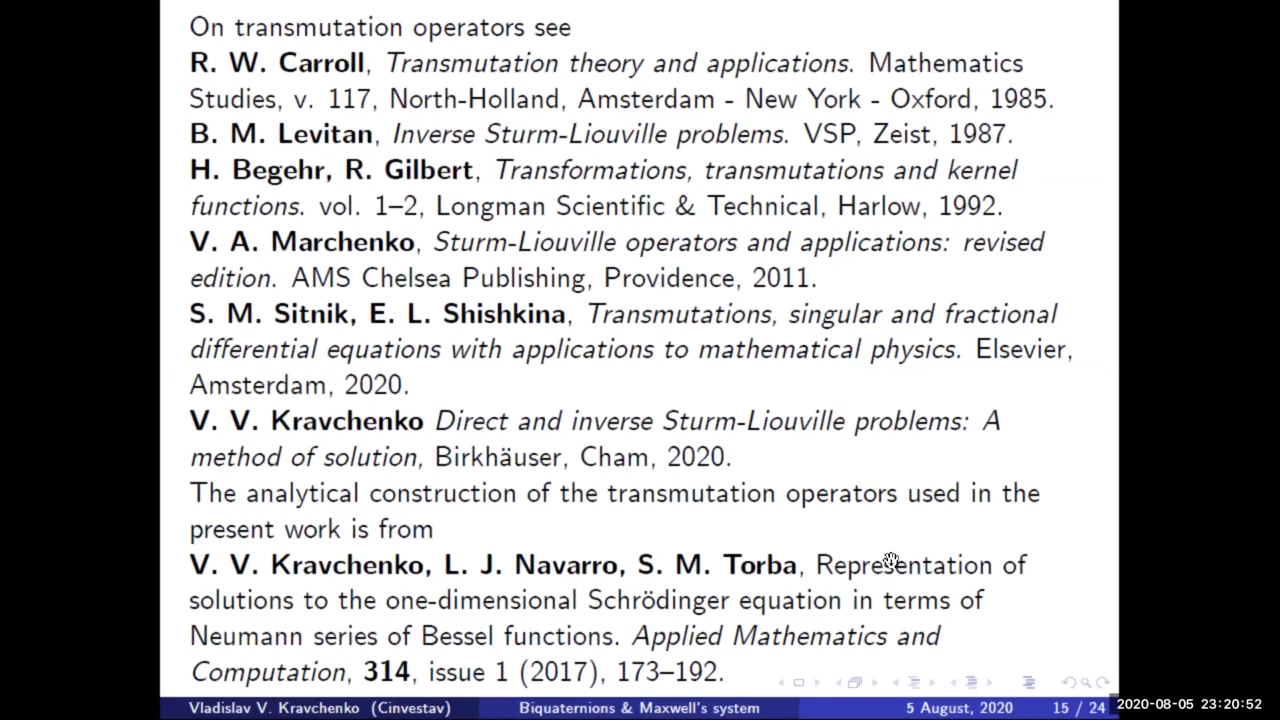 On transmutation operators see
R. W. Carroll, Transmutation theory and applications. Mathematics
Studies, v. 117, North-Holland, Amsterdam - New York - Oxford, 1985.
B. M. Levitan, Inverse Sturm-Liouville problems. VSP, Zeist, 1987.
H. Begehr, R. Gilbert, Transformations, transmutations and kernel
functions. vol. 1–2, Longman Scientific & Technical, Harlow, 1992.
V. A. Marchenko, Sturm-Liouville operators and applications: revised
edition. AMS Chelsea Publishing, Providence, 2011.
S. M. Sitnik, E. L. Shishkina, Transmutations, singular and fractional
differential equations with applications to mathematical physics. Elsevier,
Amsterdam, 2020.
V. V. Kravchenko Direct and inverse Sturm-Liouville problems: A
method of solution, Birkhäuser, Cham, 2020.
The analytical construction of the transmutation operators used in the
present work is from
V. V. Kravchenko, L. J. Navarro, S. M. Torba, Representation of
solutions to the one-dimensional Schrödinger equation in terms of
Neumann series of Bessel functions. Applied Mathematics and
Computation, 314, issue 1 (2017), 173–192.
Vladislav V. Kravchenko (Cinvestav) Biquaternions & Maxwell's system 5 August, 2020 15 / 24 2020-08-05 23:20:52